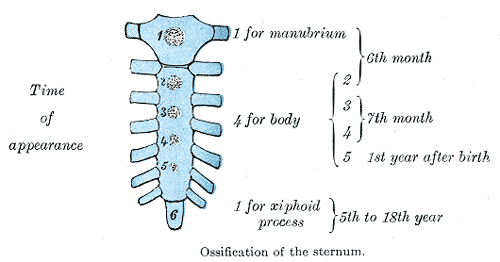 Time
of
appearance
1
2
3
4
5
6
1 for manubrium
6th month
4 for body
2
3
4
7th month
5 1st year after birth
1 for xiphoid
process
5th to 18th year
Ossification of the sternum.